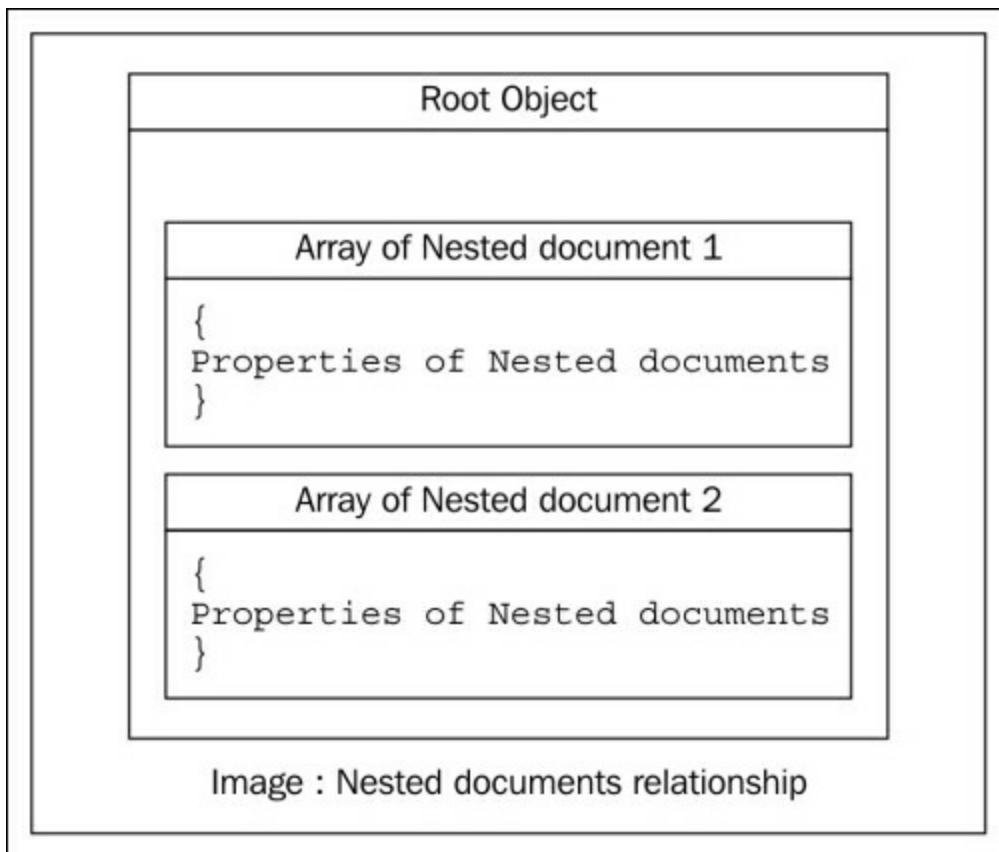 Root Object
Array of Nested document 1
{
Properties of Nested documents
}
Array of Nested document 2
{
Properties of Nested documents
}
Image : Nested documents relationship